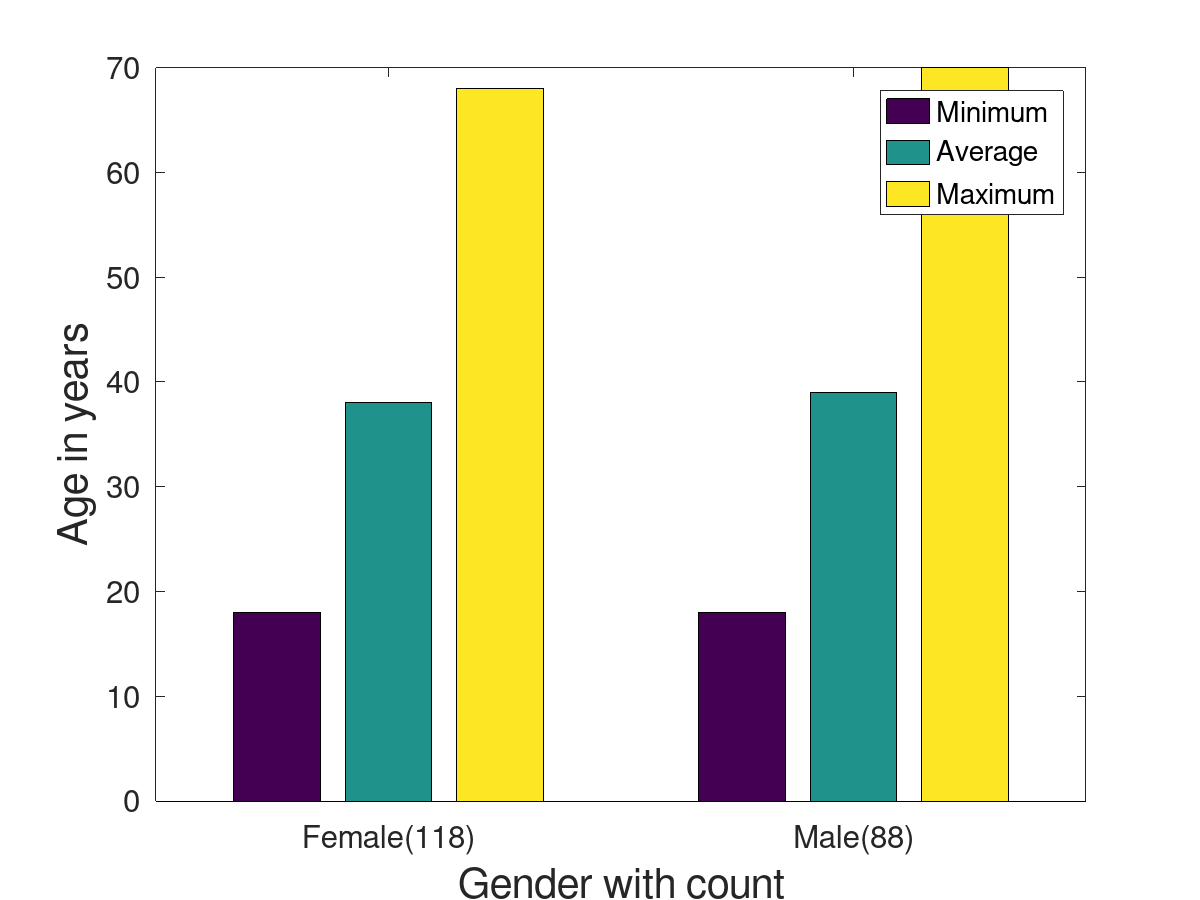 70
60
50
40
30
20
10
0
Age in years
Minimum
Average
Maximum
Female(118)
Male(88)
Gender with count